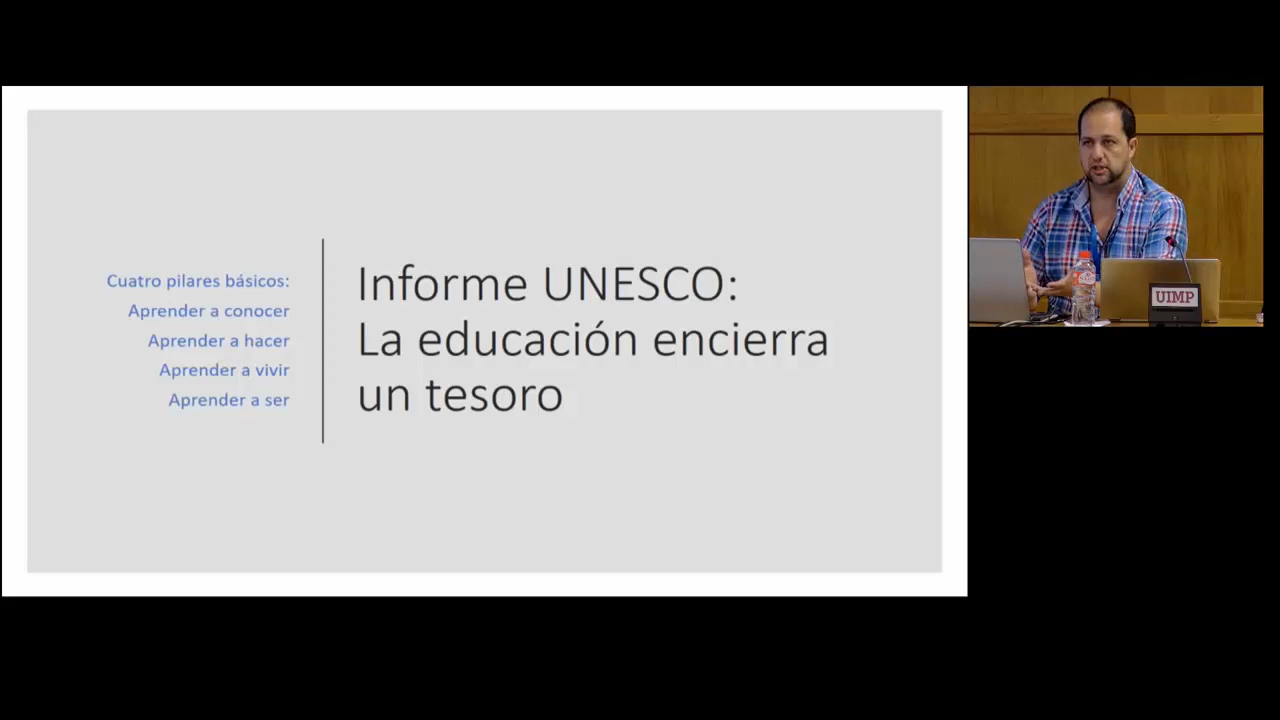 Cuatro pilares básicos:
Aprender a conocer
Aprender a hacer
Aprender a vivir
Aprender a ser
Informe UNESCO:
La educación encierra
un tesoro
UIMP